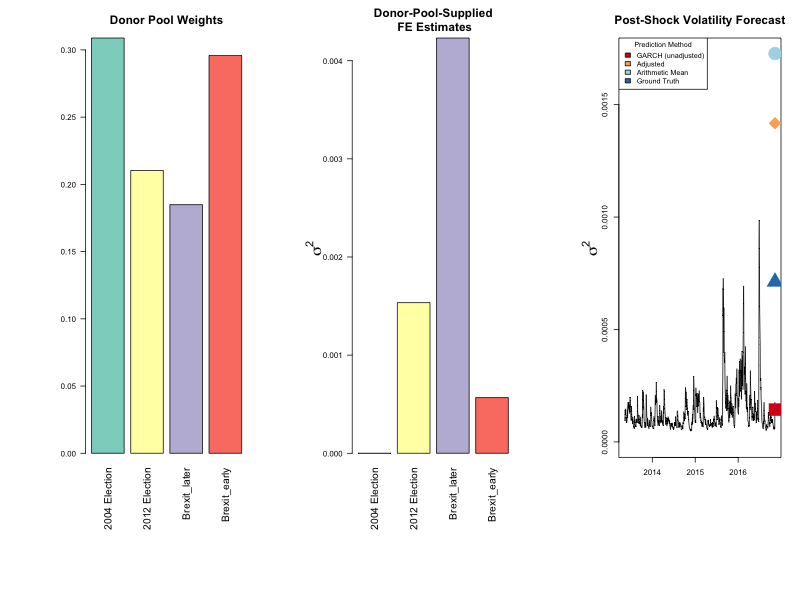 Donor Pool Weights
0.30
0.25
0.20
0.15
0.10
0.05
0.00
2004 Election
2012 Election
Brexit_later
Brexit_early
Donor-Pool-Supplied
FE Estimates
σ²
0.004
0.003
0.002
0.001
0.000
2004 Election
2012 Election
Brexit_later
Brexit_early
Post-Shock Volatility Forecast
Prediction Method
GARCH (unadjusted)
Adjusted
Arithmetic Mean
Ground Truth
σ²
0.0015
0.0010
0.0005
0.0000
2014
2015
2016